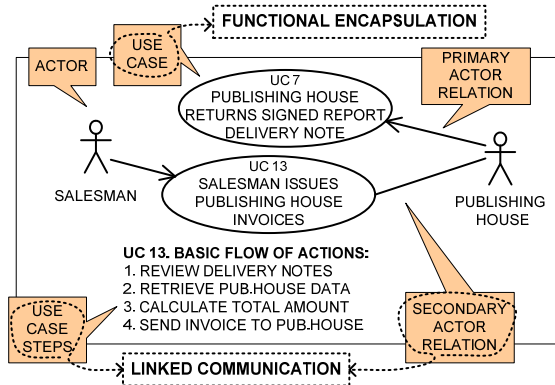 FUNCTIONAL ENCAPSULATION
USE
CASE
ACTOR
PRIMARY
ACTOR
RELATION
UC 7
PUBLISHING HOUSE
RETURNS SIGNED REPORT
DELIVERY NOTE
UC 13
SALESMAN ISSUES
PUBLISHING HOUSE
INVOICES
SALESMAN
PUBLISHING
HOUSE
UC 13. BASIC FLOW OF ACTIONS:
1. REVIEW DELIVERY NOTES
2. RETRIEVE PUB.HOUSE DATA
3. CALCULATE TOTAL AMOUNT
4. SEND INVOICE TO PUB.HOUSE
USE
CASE
STEPS
SECONDARY
ACTOR
RELATION
LINKED COMMUNICATION